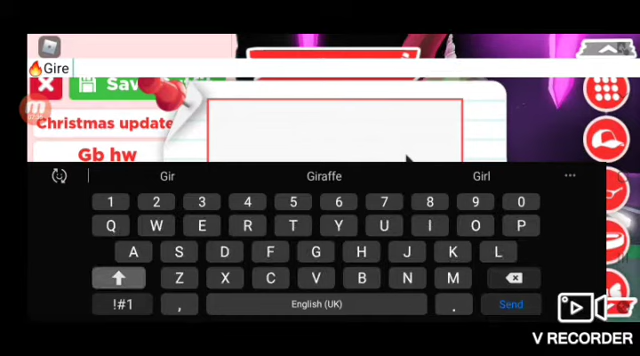 🔥Gire
Sav
Christmas update
Gb hw
Gir Giraffe Girl
1 2 3 4 5 6 7 8 9 0
Q W E R T Y U I O P
A S D F G H J K L
Z X C V B N M
!#1 , English (UK) . Send
V RECORDER